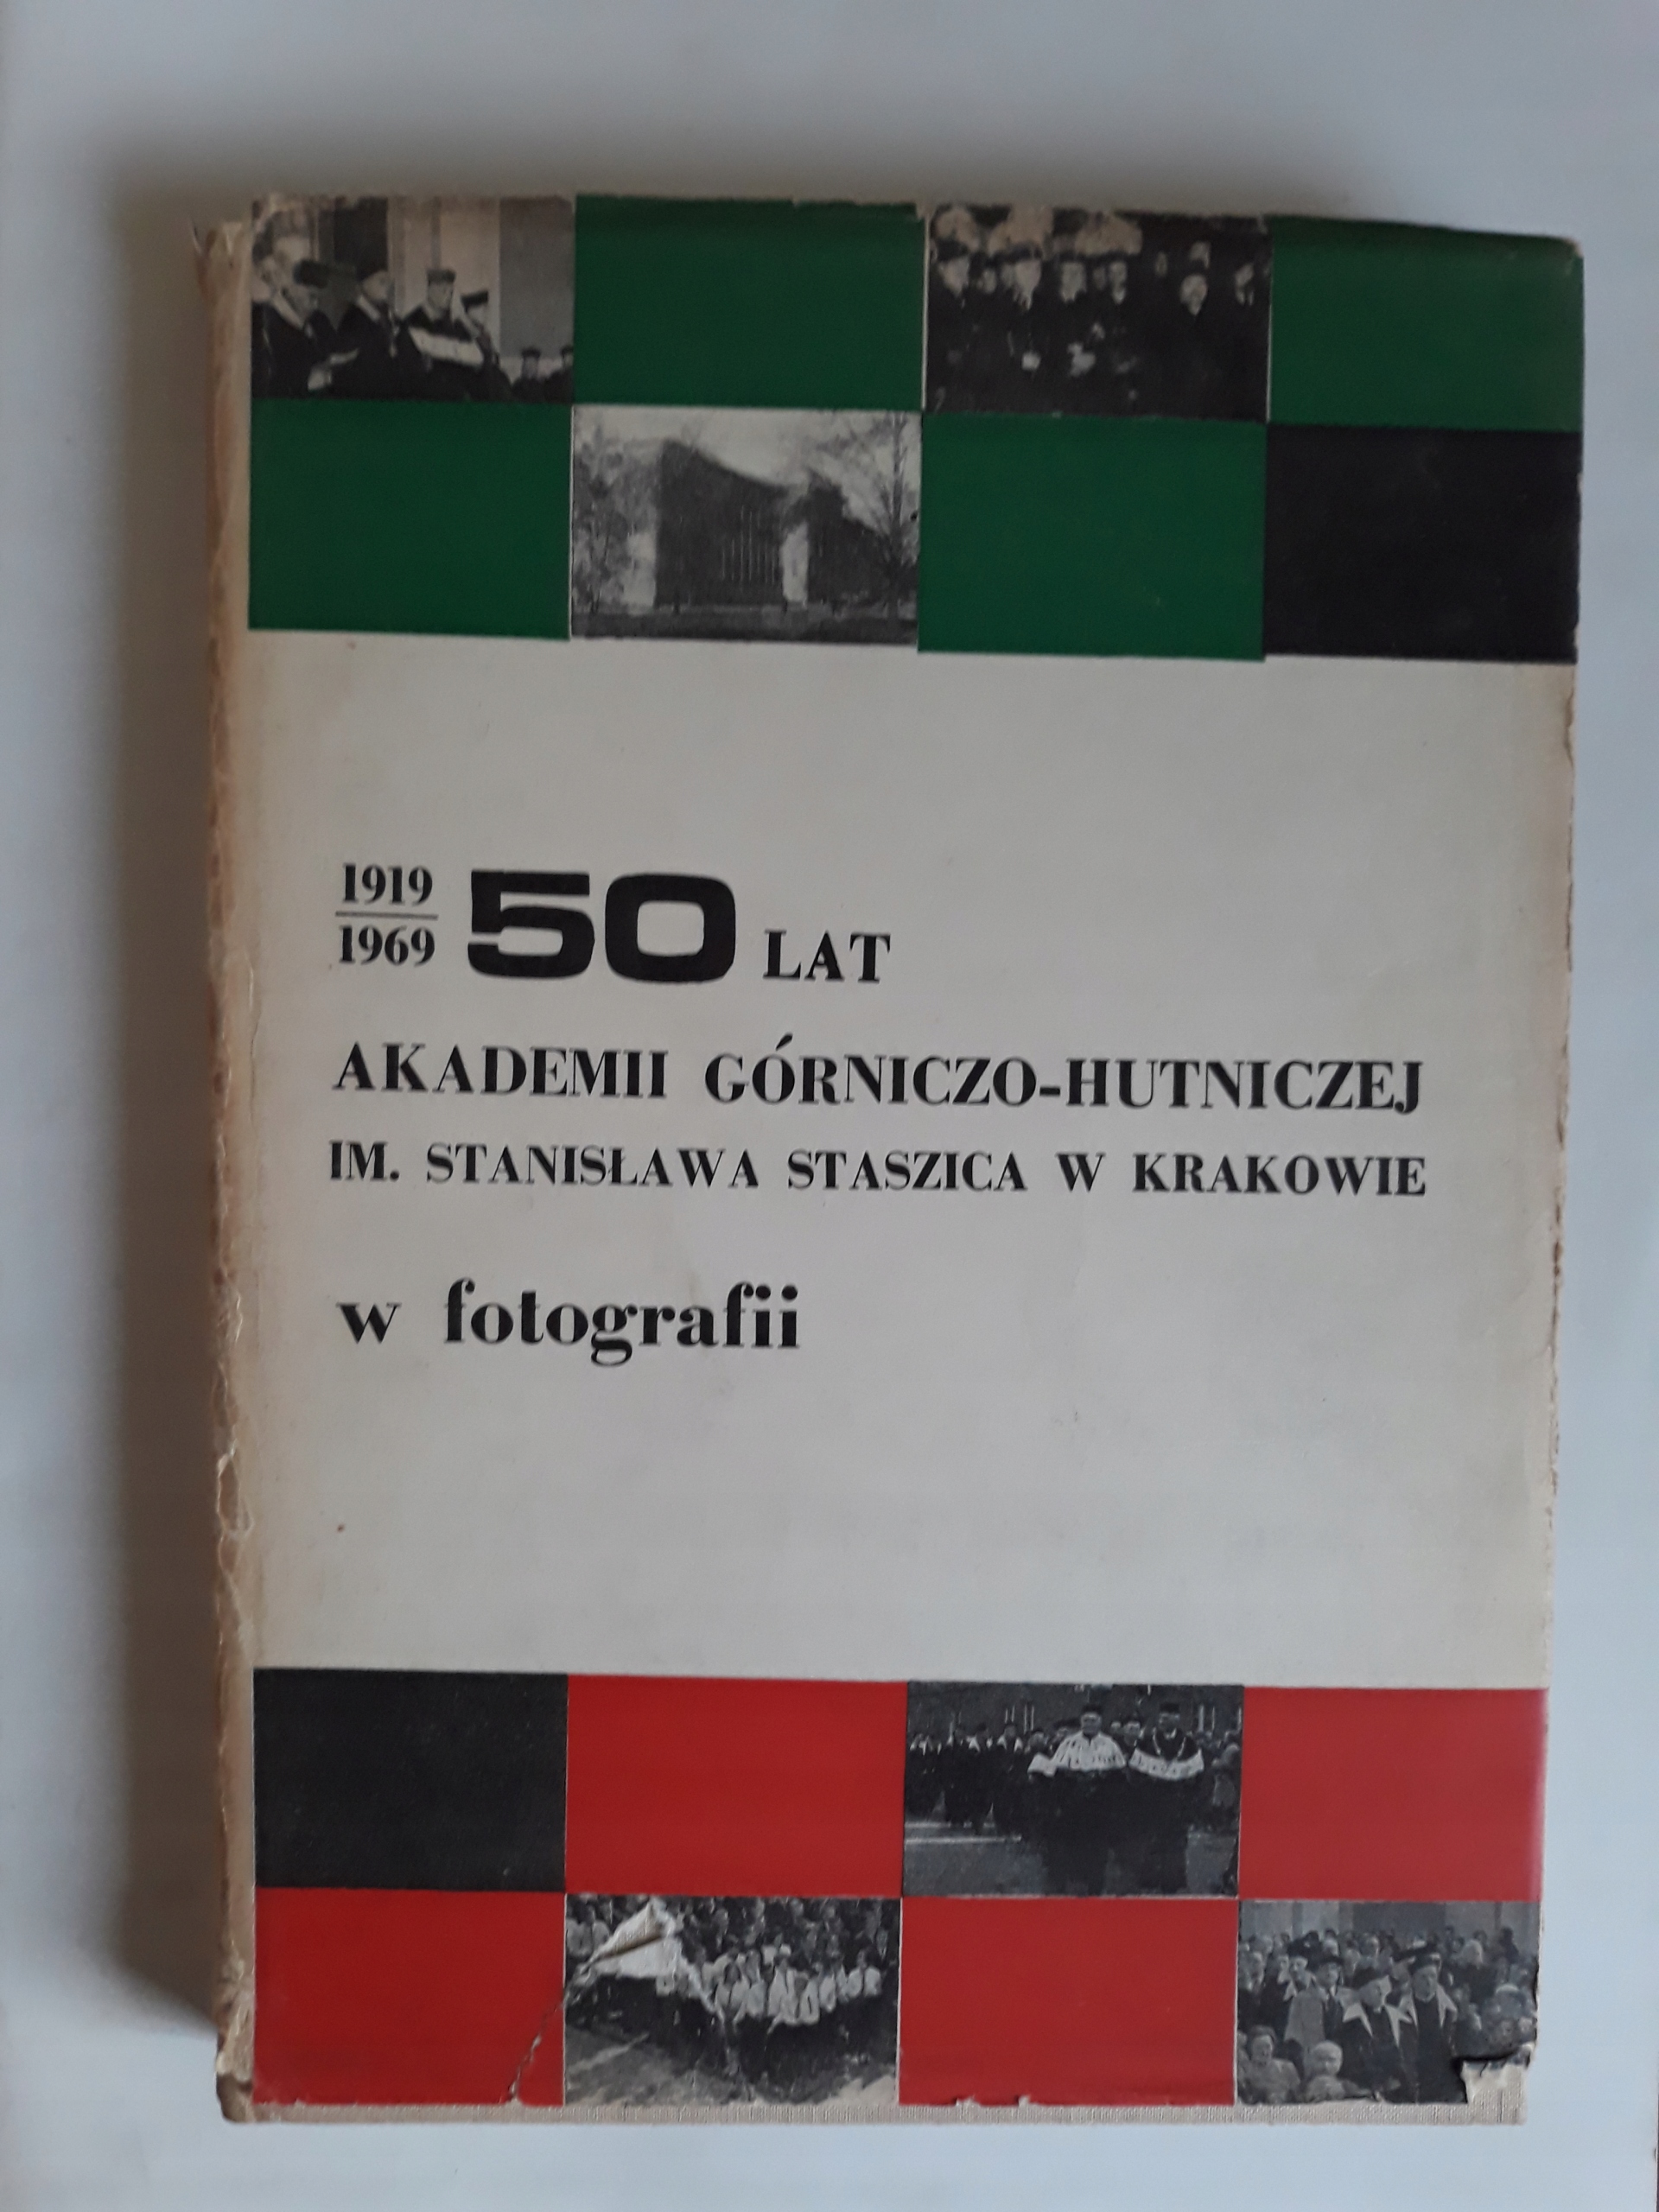 1919
1969
50 LAT
AKADEMII GÓRNICZO-HUTNICZEJ
IM. STANISŁAWA STASZICA W KRAKOWIE
w fotografii